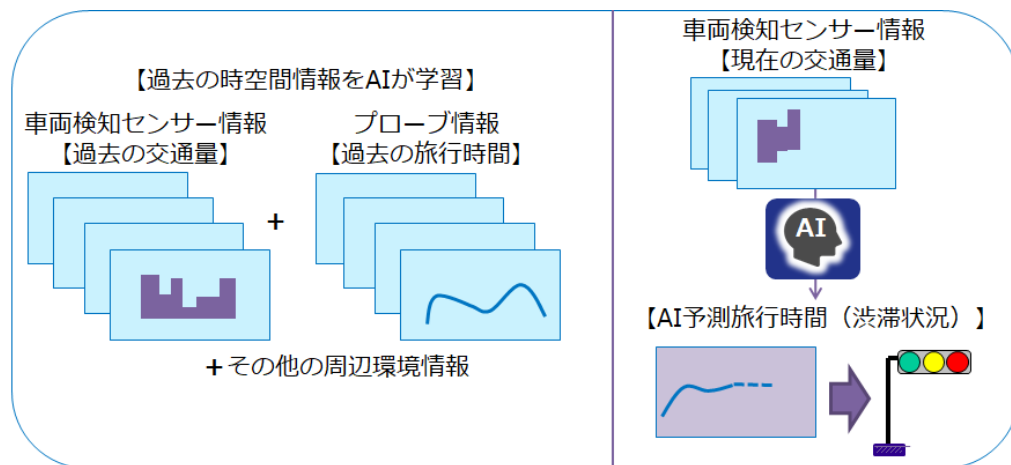 【過去の時空間情報をAIが学習】
車両検知センサー情報
【過去の交通量】
+
プローブ情報
【過去の旅行時間】
+その他の周辺環境情報
車両検知センサー情報
【現在の交通量】
AI
【AI予測旅行時間（渋滞状況）】